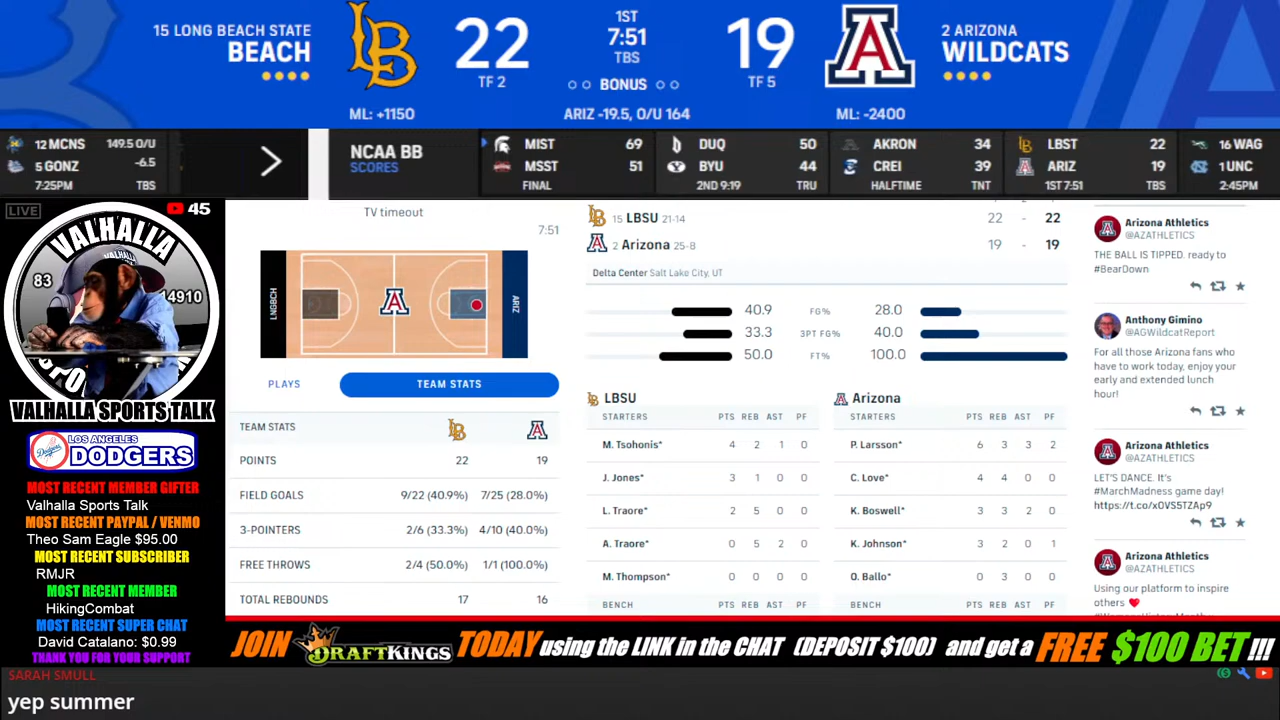 15 LONG BEACH STATE
BEACH
LB
22
TF 2
ML: +1150
1ST
7:51
TBS
BONUS
ARIZ -19.5, O/U 164
19
TF 5
A
ML: -2400
2 ARIZONA
WILDCATS
12 MCNS 149.5 O/U
5 GONZ -6.5
7:25PM TBS
NCAA BB
SCORES
MIST 69
MSST 51
FINAL
DUQ 50
BYU 44
2ND 9:19 TRU
AKRON 34
CREI 39
HALFTIME TNT
LBST 22
ARIZ 19
1ST 7:51 TBS
16 WAG
1 UNC
2:45PM
LIVE
45
VALHALLA
83
14910
VALHALLA SPORTS TALK
Dodgers
LOS ANGELES
DODGERS
MOST RECENT MEMBER GIFTER
Valhalla Sports Talk
MOST RECENT PAYPAL / VENMO
Theo Sam Eagle $95.00
MOST RECENT SUBSCRIBER
RMJR
MOST RECENT MEMBER
HikingCombat
MOST RECENT SUPER CHAT
David Catalano: $0.99
THANK YOU FOR YOUR SUPPORT
TV timeout
7:51
LNGBCH
A
ARIZ
PLAYS
TEAM STATS
TEAM STATS
POINTS 22 19
FIELD GOALS 9/22 (40.9%) 7/25 (28.0%)
3-POINTERS 2/6 (33.3%) 4/10 (40.0%)
FREE THROWS 2/4 (50.0%) 1/1 (100.0%)
TOTAL REBOUNDS 17 16
15 LBSU 21-14 22 - 22
2 Arizona 25-8 19 - 19
Delta Center Salt Lake City, UT
40.9 FG% 28.0
33.3 3PT FG% 40.0
50.0 FT% 100.0
LBSU
STARTERS PTS REB AST PF
M. Tsohonis* 4 2 1 0
J. Jones* 3 1 0 0
L. Traore* 2 5 0 0
A. Traore* 0 5 2 0
M. Thompson* 0 0 0 0
BENCH PTS REB AST PF
Arizona
STARTERS PTS REB AST PF
P. Larsson* 6 3 3 2
C. Love* 4 4 0 0
K. Boswell* 3 3 2 0
K. Johnson* 3 2 0 1
O. Ballo* 0 3 0 0
BENCH PTS REB AST PF
Arizona Athletics
@AZATHLETICS
THE BALL IS TIPPED. ready to
#BearDown
Anthony Gimino
@AGWildcatReport
For all those Arizona fans who
have to work today, enjoy your
early and extended lunch
hour!
Arizona Athletics
@AZATHLETICS
LET'S DANCE. It's
#MarchMadness game day!
https://t.co/xOVS5TZAp9
Arizona Athletics
@AZATHLETICS
Using our platform to inspire
others ❤
JOIN DRAFTKINGS TODAY using the LINK in the CHAT (DEPOSIT $100) and get a FREE $100 BET !!!
SARAH SMULL
yep summer